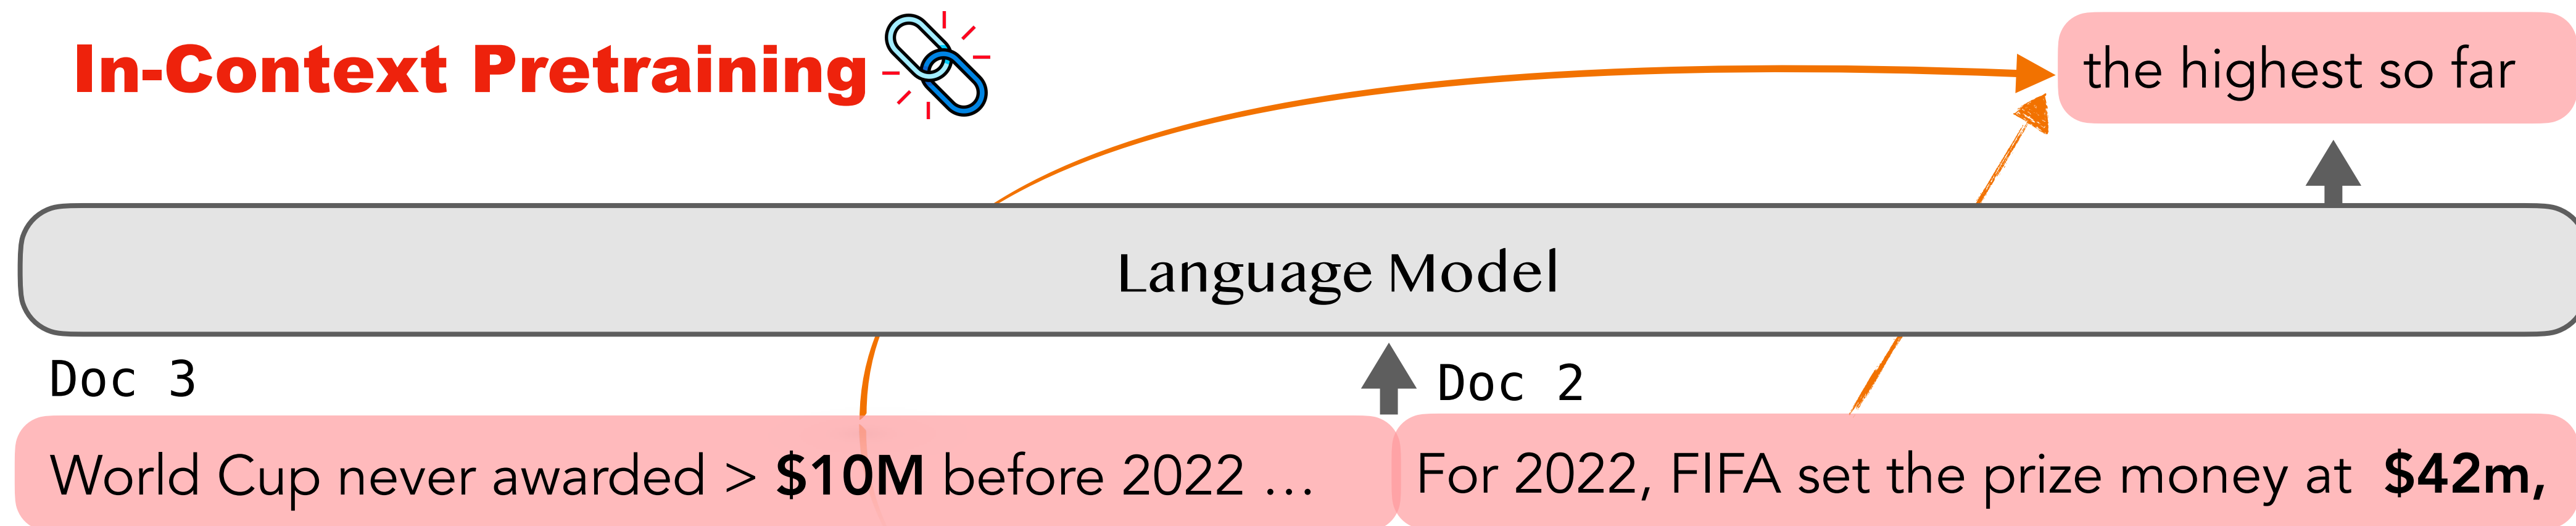 In-Context Pretraining
the highest so far
Language Model
Doc 3
Doc 2
World Cup never awarded > $10M before 2022 …
For 2022, FIFA set the prize money at $42m,